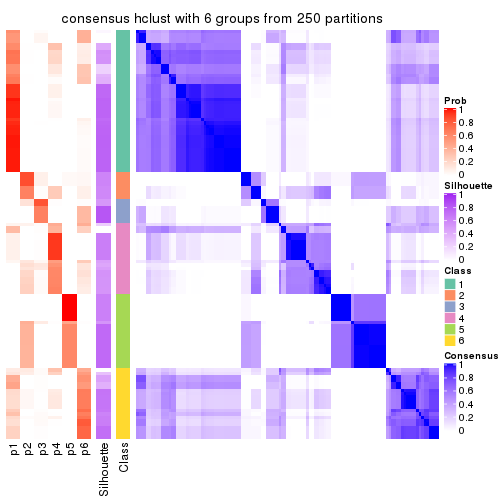 consensus hclust with 6 groups from 250 partitions
p1
p2
p3
p4
p5
p6
Silhouette
Class
Prob
1
0.8
0.6
0.4
0.2
0
Silhouette
1
0.8
0.6
0.4
0.2
0
Class
1
2
3
4
5
6
Consensus
1
0.8
0.6
0.4
0.2
0